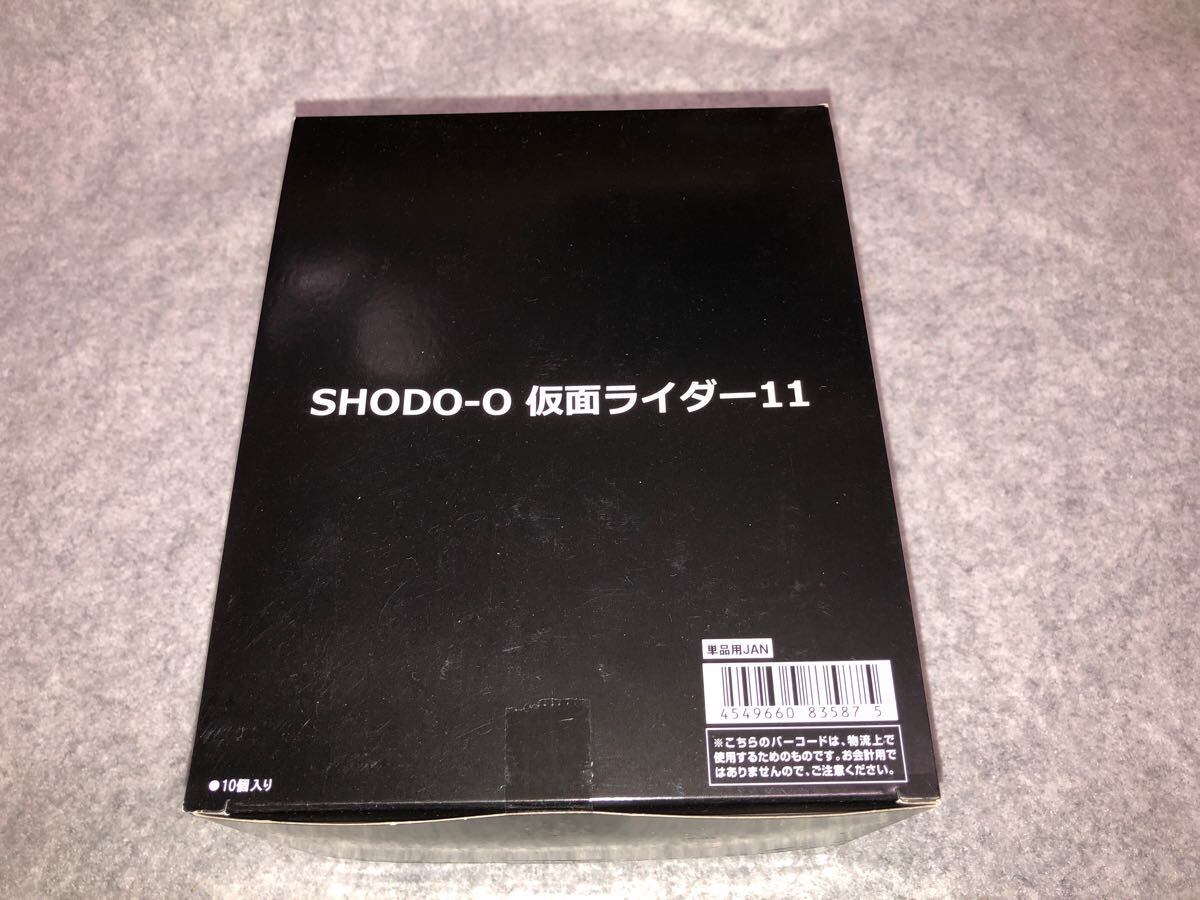 SHODO-O 仮面ライダー11
単品用JAN
4549660 83587 5
※こちらのバーコードは、物流上で
使用するためのものです。お会計用で
はありませんので、ご注意ください。
●10個入り